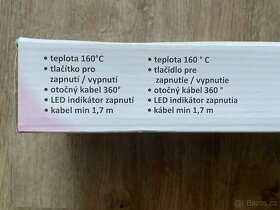 • teplota 160°C
• tlačítko pro
zapnutí / vypnutí
• otočný kabel 360°
• LED indikátor zapnutí
• kabel min 1,7 m
• teplota 160 ° C
• tlačidlo pre
zapnutie / vypnutie
• otočný kábel 360 °
• LED indikátor zapnutia
• kábel min 1,7 m
Bazoš.cz